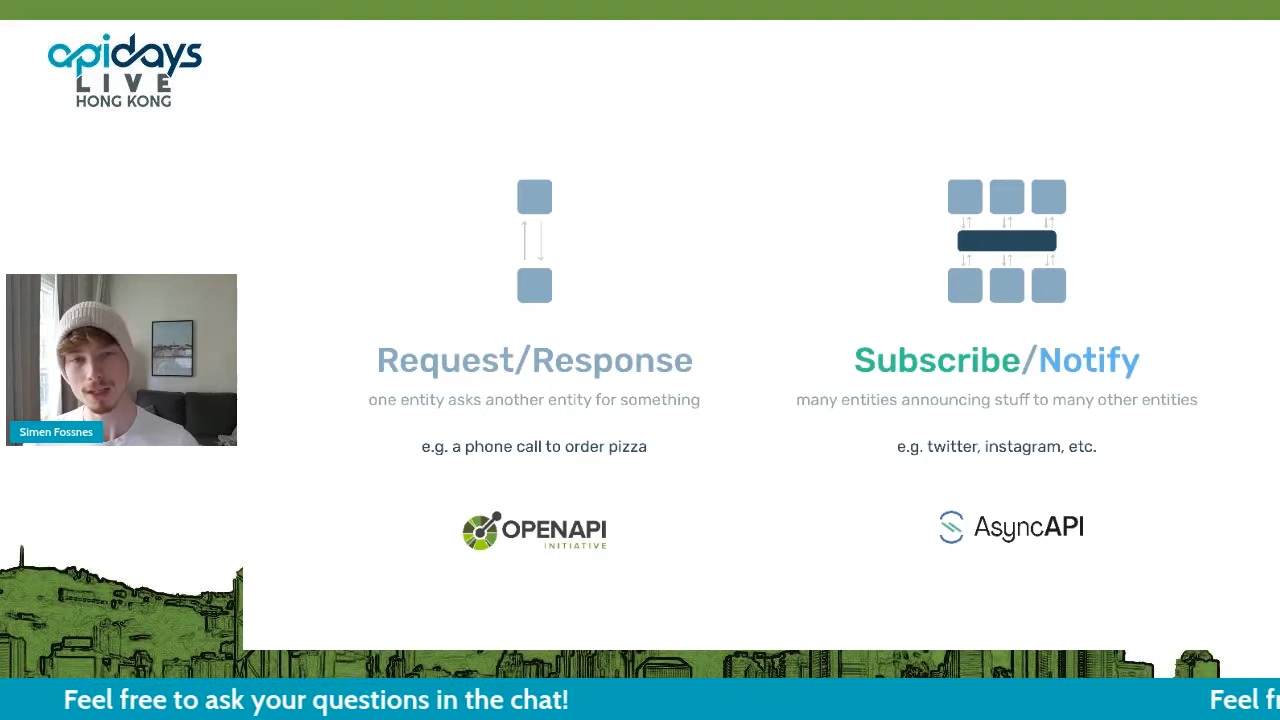 apidays
LIVE
HONG KONG
Request/Response
one entity asks another entity for something
e.g. a phone call to order pizza
OPENAPI
INITIATIVE
Subscribe/Notify
many entities announcing stuff to many other entities
e.g. twitter, instagram, etc.
AsyncAPI
Simen Fossnes
Feel free to ask your questions in the chat!
Feel fr